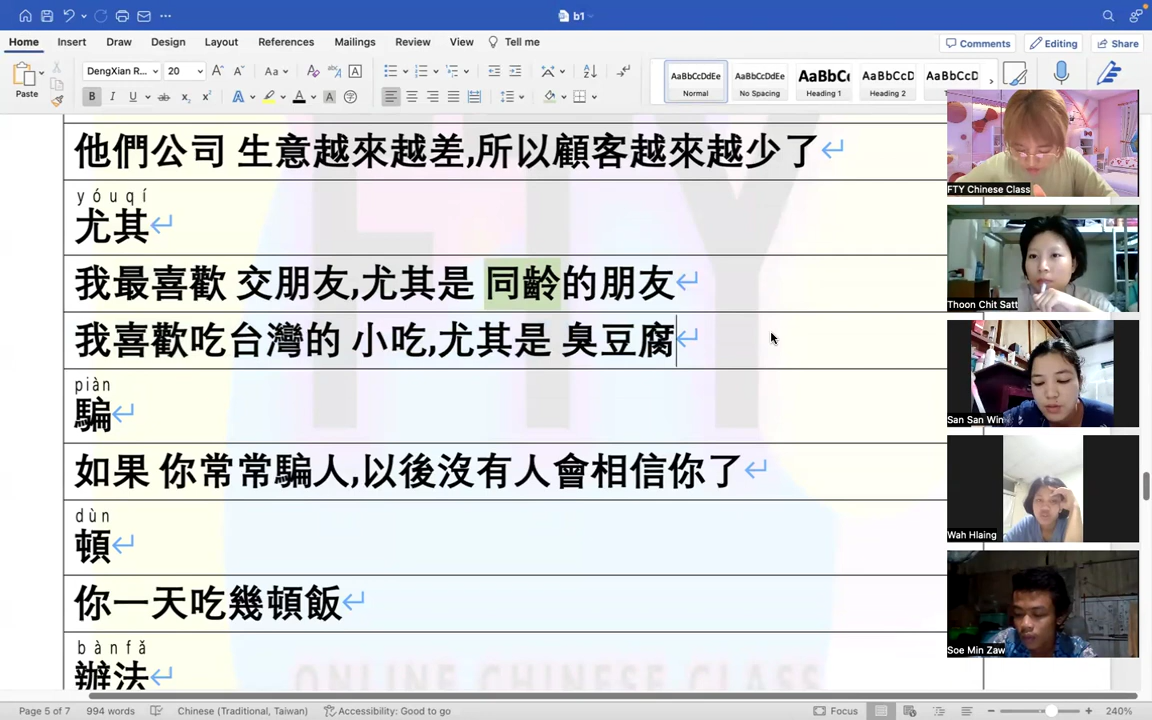 b1
Home Insert Draw Design Layout References Mailings Review View Tell me
Comments Editing Share
Paste
DengXian R... 20
AaBbCcDdEe AaBbCcDdEe AaBbCc AaBbCcD AaBbCcD
Normal No Spacing Heading 1 Heading 2
他們公司 生意越來越差,所以顧客越來越少了
yóuqí
尤其
我最喜歡 交朋友,尤其是 同齡的朋友
我喜歡吃台灣的 小吃,尤其是 臭豆腐
piàn
騙
如果 你常常騙人,以後沒有人會相信你了
dùn
頓
你一天吃幾頓飯
bànfǎ
辦法
FTY
ONLINE CHINESE CLASS
FTY Chinese Class
Thoon Chit Satt
San San Win
Wah Hlaing
Soe Min Zaw
Page 5 of 7 994 words Chinese (Traditional, Taiwan) Accessibility: Good to go Focus 240%